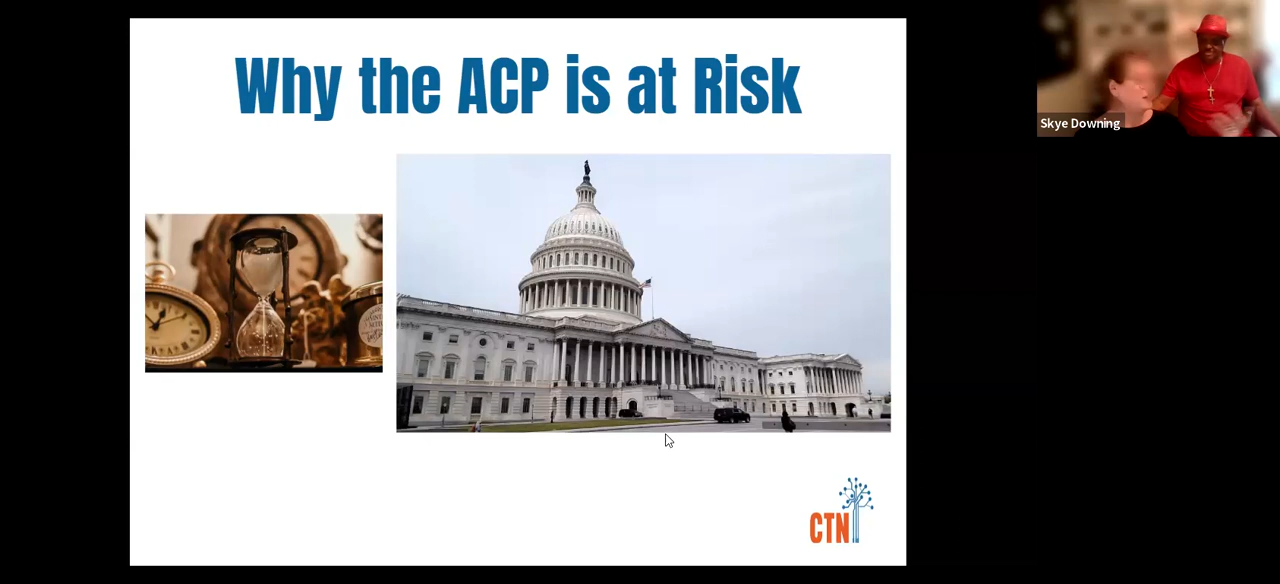 Why the ACP is at Risk
Skye Downing
CTN